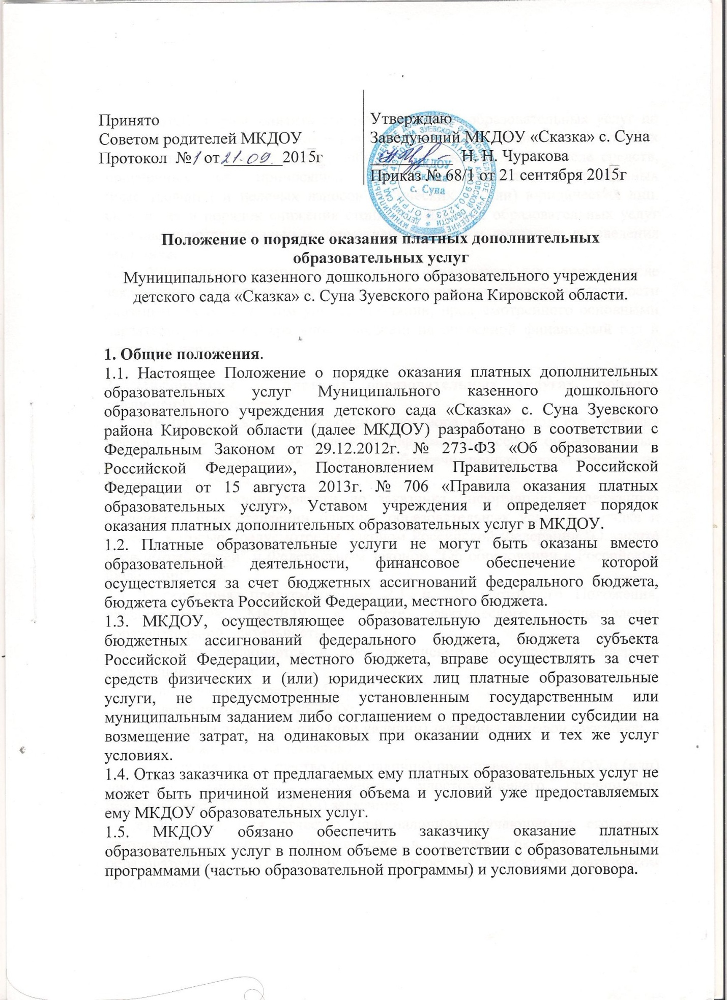 Принято
Советом родителей МКДОУ
Протокол №1 от 21.09.2015г
Утверждаю
Заведующий МКДОУ «Сказка» с. Суна
Н. Н. Чуракова
Приказ № 68/1 от 21 сентября 2015г
МКДОУ
"Сказка"
с. Суна
Положение о порядке оказания платных дополнительных
образовательных услуг
Муниципального казенного дошкольного образовательного учреждения
детского сада «Сказка» с. Суна Зуевского района Кировской области.
1. Общие положения.
1.1. Настоящее Положение о порядке оказания платных дополнительных
образовательных услуг Муниципального казенного дошкольного
образовательного учреждения детского сада «Сказка» с. Суна Зуевского
района Кировской области (далее МКДОУ) разработано в соответствии с
Федеральным Законом от 29.12.2012г. № 273-ФЗ «Об образовании в
Российской Федерации», Постановлением Правительства Российской
Федерации от 15 августа 2013г. № 706 «Правила оказания платных
образовательных услуг», Уставом учреждения и определяет порядок
оказания платных дополнительных образовательных услуг в МКДОУ.
1.2. Платные образовательные услуги не могут быть оказаны вместо
образовательной деятельности, финансовое обеспечение которой
осуществляется за счет бюджетных ассигнований федерального бюджета,
бюджета субъекта Российской Федерации, местного бюджета.
1.3. МКДОУ, осуществляющее образовательную деятельность за счет
бюджетных ассигнований федерального бюджета, бюджета субъекта
Российской Федерации, местного бюджета, вправе осуществлять за счет
средств физических и (или) юридических лиц платные образовательные
услуги, не предусмотренные установленным государственным или
муниципальным заданием либо соглашением о предоставлении субсидии на
возмещение затрат, на одинаковых при оказании одних и тех же услуг
условиях.
1.4. Отказ заказчика от предлагаемых ему платных образовательных услуг не
может быть причиной изменения объема и условий уже предоставляемых
ему МКДОУ образовательных услуг.
1.5. МКДОУ обязано обеспечить заказчику оказание платных
образовательных услуг в полном объеме в соответствии с образовательными
программами (частью образовательной программы) и условиями договора.